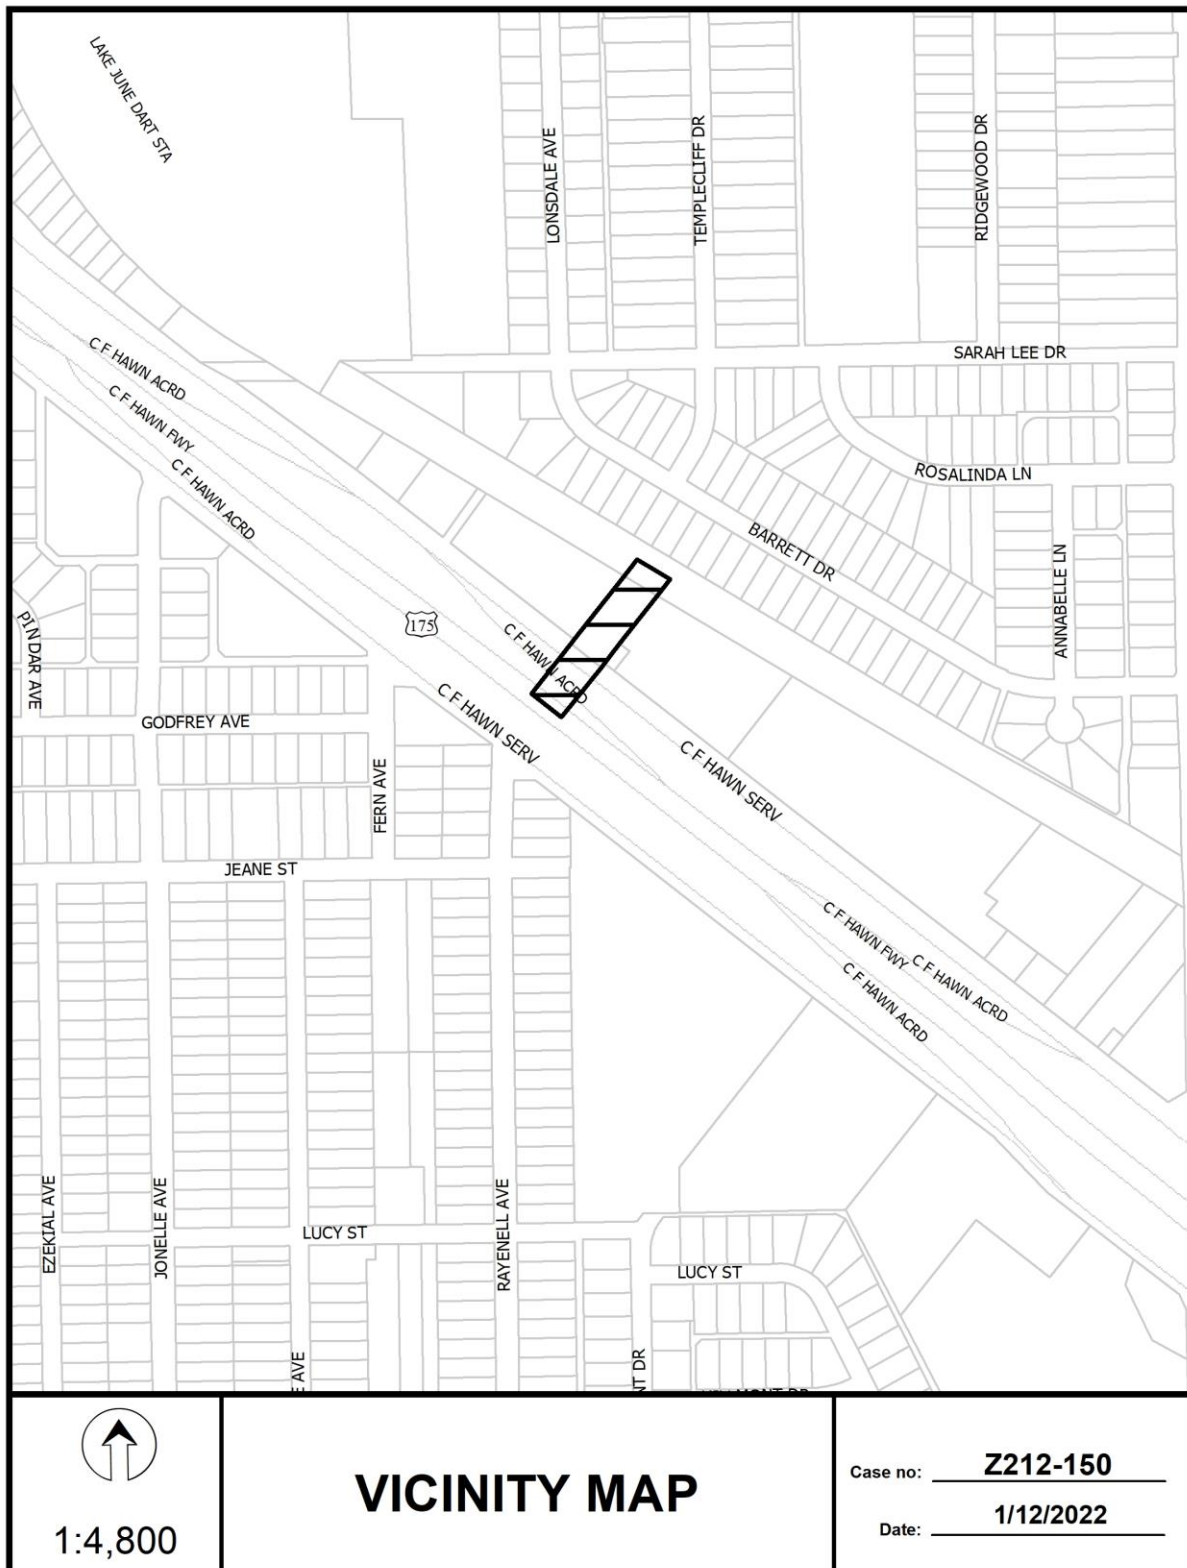 LAKE JUNE DART STA
LONSDALE AVE
TEMPLECLIFF DR
RIDGEWOOD DR
SARAH LEE DR
C F HAWN ACRD
C F HAWN FWY
C F HAWN ACRD
ROSALINDA LN
BARRETT DR
ANNABELLE LN
PINDAR AVE
175
C F HAWN ACRD
C F HAWN SERV
GODFREY AVE
FERN AVE
C F HAWN SERV
JEANE ST
C F HAWN FWY
C F HAWN ACRD
C F HAWN ACRD
EZEKIAL AVE
JONELLE AVE
RAYENELL AVE
LUCY ST
LUCY ST
E AVE
NT DR
VICINITY MAP
1:4,800
Case no: Z212-150
Date: 1/12/2022